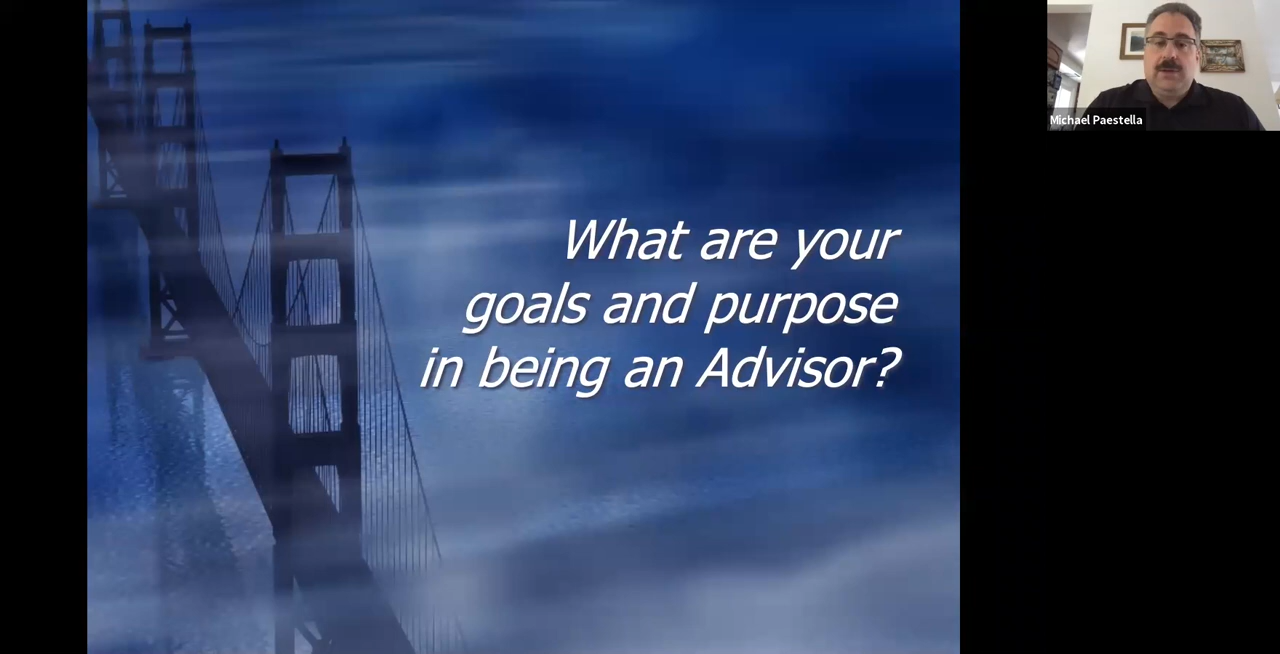 What are your
goals and purpose
in being an Advisor?
Michael Paestella